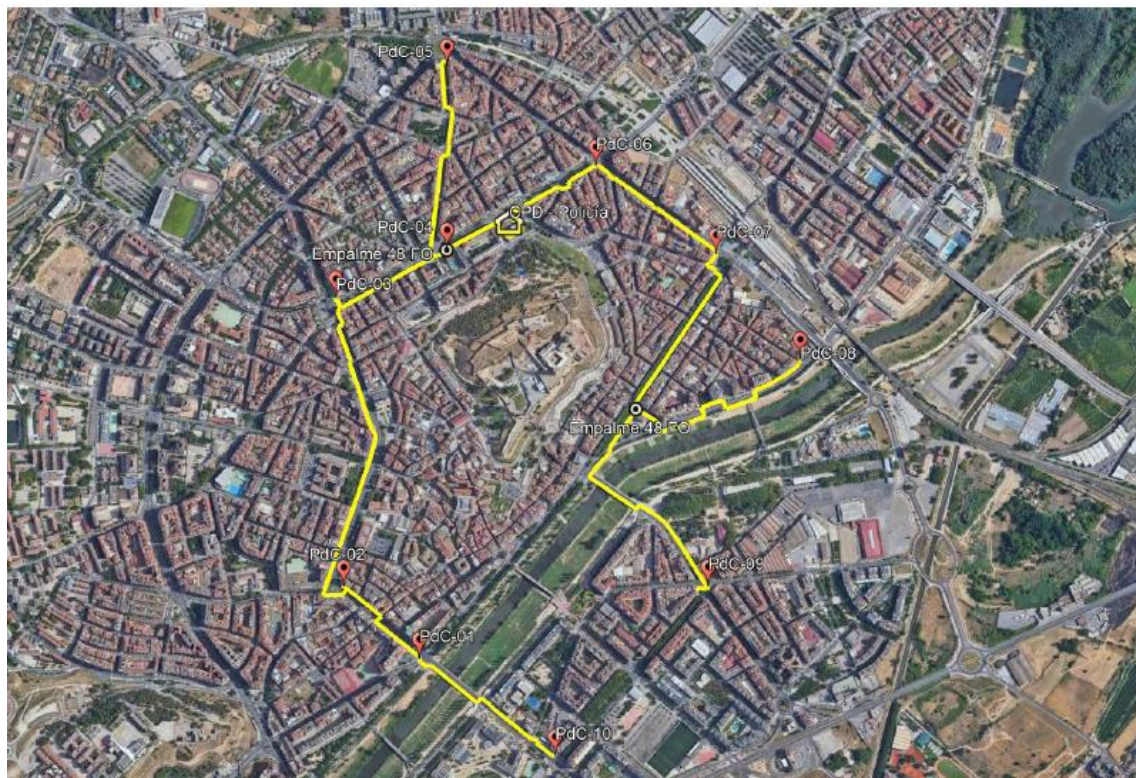 PdC-05
PdC-06
CPD - Policía
PdC-04
PdC-07
Empalme 48 FO
PdC-03
PdC-08
Empalme 48 FO
PdC-02
PdC-09
PdC-01
PdC-10